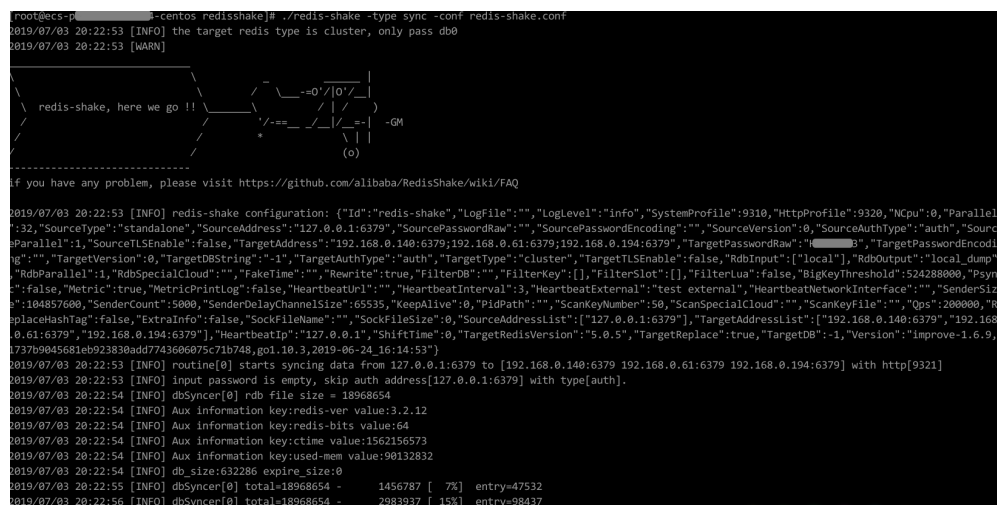 [root@ecs-p 4-centos redisshake]# ./redis-shake -type sync -conf redis-shake.conf
2019/07/03 20:22:53 [INFO] the target redis type is cluster, only pass db0
2019/07/03 20:22:53 [WARN]
______________________________
\                             \           _         ______ |
 \                             \        /   \___-=O'/|O'/__|
  \  redis-shake, here we go !! \_______\          / | /    )
  /                             /        '/-==__ _/__|/__=-|  -GM
 /                             /         *             \ | |
/                             /                        (o)
------------------------------
if you have any problem, please visit https://github.com/alibaba/RedisShake/wiki/FAQ
2019/07/03 20:22:53 [INFO] redis-shake configuration: {"Id":"redis-shake","LogFile":"","LogLevel":"info","SystemProfile":9310,"HttpProfile":9320,"NCpu":0,"Parallel
":32,"SourceType":"standalone","SourceAddress":"127.0.0.1:6379","SourcePasswordRaw":"","SourcePasswordEncoding":"","SourceVersion":0,"SourceAuthType":"auth","Sourc
eParallel":1,"SourceTLSEnable":false,"TargetAddress":"192.168.0.140:6379;192.168.0.61:6379;192.168.0.194:6379","TargetPasswordRaw":"H 3","TargetPasswordEncodi
ng":"","TargetVersion":0,"TargetDBString":"-1","TargetAuthType":"auth","TargetType":"cluster","TargetTLSEnable":false,"RdbInput":["local"],"RdbOutput":"local_dump"
,"RdbParallel":1,"RdbSpecialCloud":"","FakeTime":"","Rewrite":true,"FilterDB":"","FilterKey":[],"FilterSlot":[],"FilterLua":false,"BigKeyThreshold":524288000,"Psyn
c":false,"Metric":true,"MetricPrintLog":false,"HeartbeatUrl":"","HeartbeatInterval":3,"HeartbeatExternal":"test external","HeartbeatNetworkInterface":"","SenderSiz
e":104857600,"SenderCount":5000,"SenderDelayChannelSize":65535,"KeepAlive":0,"PidPath":"","ScanKeyNumber":50,"ScanSpecialCloud":"","ScanKeyFile":"","Qps":200000,"R
eplaceHashTag":false,"ExtraInfo":false,"SockFileName":"","SockFileSize":0,"SourceAddressList":["127.0.0.1:6379"],"TargetAddressList":["192.168.0.140:6379","192.168
.0.61:6379","192.168.0.194:6379"],"HeartbeatIp":"127.0.0.1","ShiftTime":0,"TargetRedisVersion":"5.0.5","TargetReplace":true,"TargetDB":-1,"Version":"improve-1.6.9,
1737b9045681eb923830add7743606075c71b748,go1.10.3,2019-06-24_16:14:53"}
2019/07/03 20:22:53 [INFO] routine[0] starts syncing data from 127.0.0.1:6379 to [192.168.0.140:6379 192.168.0.61:6379 192.168.0.194:6379] with http[9321]
2019/07/03 20:22:53 [INFO] input password is empty, skip auth address[127.0.0.1:6379] with type[auth].
2019/07/03 20:22:54 [INFO] dbSyncer[0] rdb file size = 18968654
2019/07/03 20:22:54 [INFO] Aux information key:redis-ver value:3.2.12
2019/07/03 20:22:54 [INFO] Aux information key:redis-bits value:64
2019/07/03 20:22:54 [INFO] Aux information key:ctime value:1562156573
2019/07/03 20:22:54 [INFO] Aux information key:used-mem value:90132832
2019/07/03 20:22:54 [INFO] db_size:632286 expire_size:0
2019/07/03 20:22:55 [INFO] dbSyncer[0] total=18968654 -      1456787 [  7%]  entry=47532
2019/07/03 20:22:56 [INFO] dbSyncer[0] total=18968654 -      2983937 [ 15%]  entry=98437